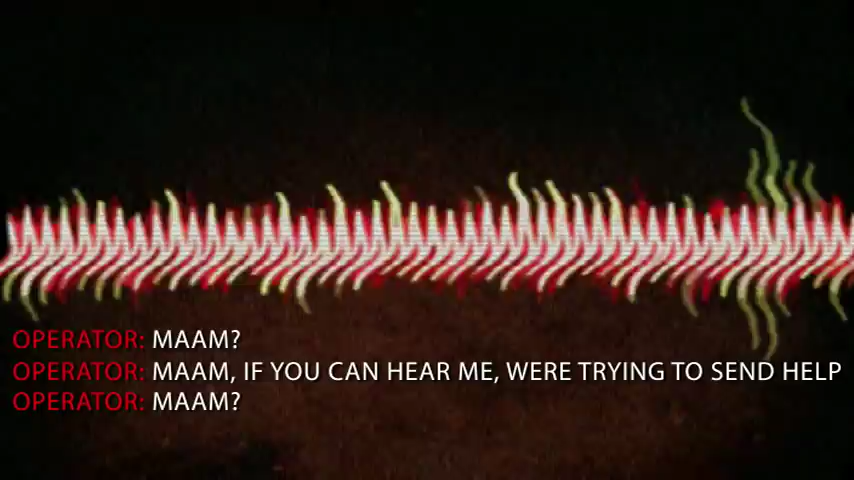 OPERATOR: MAAM?
OPERATOR: MAAM, IF YOU CAN HEAR ME, WERE TRYING TO SEND HELP
OPERATOR: MAAM?